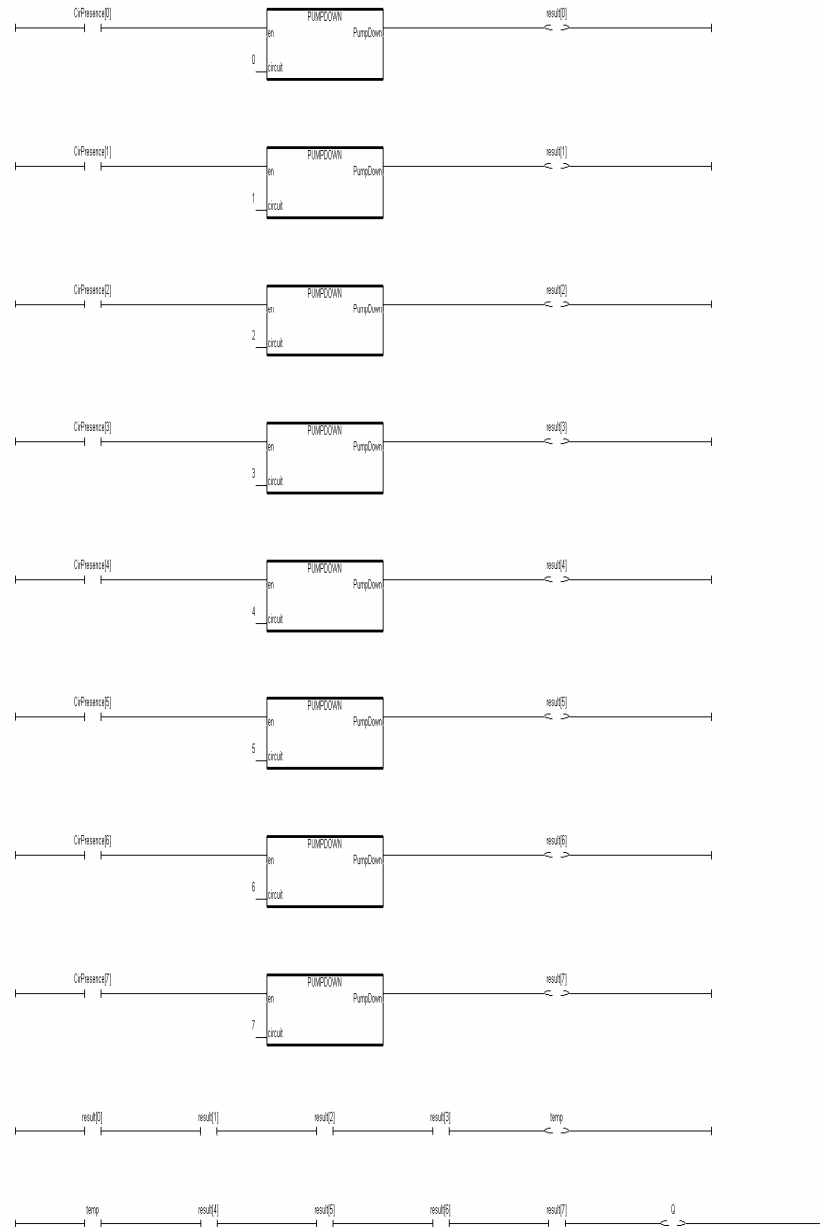 CirPresence[0] PUMPDOWN result[0]
en PumpDown
0 circuit
CirPresence[1] PUMPDOWN result[1]
en PumpDown
1 circuit
CirPresence[2] PUMPDOWN result[2]
en PumpDown
2 circuit
CirPresence[3] PUMPDOWN result[3]
en PumpDown
3 circuit
CirPresence[4] PUMPDOWN result[4]
en PumpDown
4 circuit
CirPresence[5] PUMPDOWN result[5]
en PumpDown
5 circuit
CirPresence[6] PUMPDOWN result[6]
en PumpDown
6 circuit
CirPresence[7] PUMPDOWN result[7]
en PumpDown
7 circuit
result[0] result[1] result[2] result[3] temp
temp result[4] result[5] result[6] result[7] Q